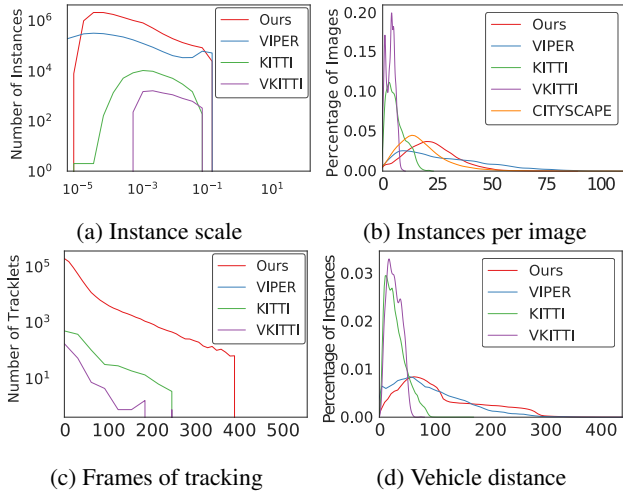 Number of Instances
10^6
10^4
10^2
10^0
10^-5
10^-3
10^-1
10^1
Ours
VIPER
KITTI
VKITTI
(a) Instance scale
Percentage of Images
0.20
0.15
0.10
0.05
0.00
0
25
50
75
100
Ours
VIPER
KITTI
VKITTI
CITYSCAPE
(b) Instances per image
Number of Tracklets
10^5
10^3
10^1
0
100
200
300
400
500
Ours
VIPER
KITTI
VKITTI
(c) Frames of tracking
Percentage of Instances
0.03
0.02
0.01
0.00
0
100
200
300
400
Ours
VIPER
KITTI
VKITTI
(d) Vehicle distance